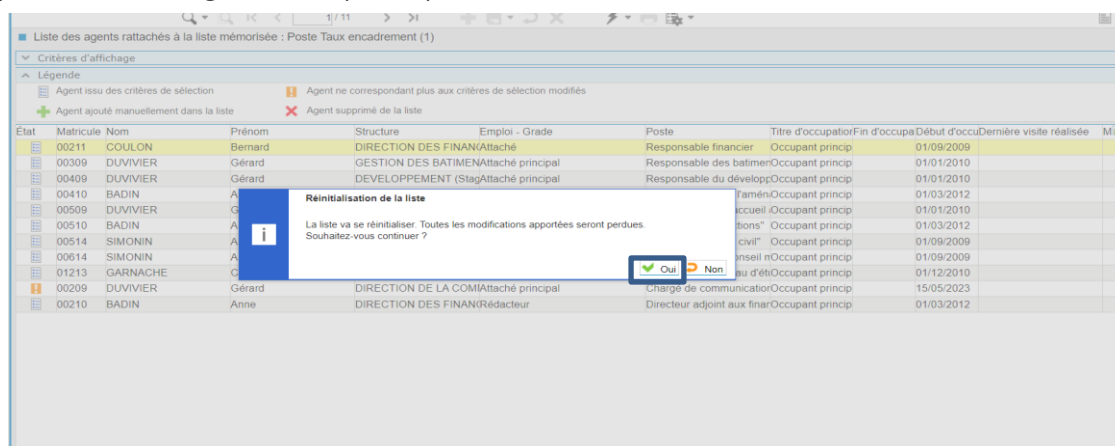 1 / 11
Liste des agents rattachés à la liste mémorisée : Poste Taux encadrement (1)
Critères d'affichage
Légende
Agent issu des critères de sélection Agent ne correspondant plus aux critères de sélection modifiés
Agent ajouté manuellement dans la liste Agent supprimé de la liste
État Matricule Nom Prénom Structure Emploi - Grade Poste Titre d'occupation Fin d'occupa Début d'occu Dernière visite réalisée
00211 COULON Bernard DIRECTION DES FINAN Attaché Responsable financier Occupant princip 01/09/2009
00309 DUVIVIER Gérard GESTION DES BATIMEN Attaché principal Responsable des batimen Occupant princip 01/01/2010
00409 DUVIVIER Gérard DEVELOPPEMENT (Stag Attaché principal Responsable du développ Occupant princip 01/01/2010
00410 BADIN A l'amén Occupant princip 01/03/2012
00509 DUVIVIER G accueil Occupant princip 01/01/2010
00510 BADIN A tions" Occupant princip 01/03/2012
00514 SIMONIN A civil" Occupant princip 01/09/2009
00614 SIMONIN A onseil m Occupant princip 01/09/2009
01213 GARNACHE C au d'ét Occupant princip 01/12/2010
00209 DUVIVIER Gérard DIRECTION DE LA COM Attaché principal Chargé de communication Occupant princip 15/05/2023
00210 BADIN Anne DIRECTION DES FINAN Rédacteur Directeur adjoint aux finan Occupant princip 01/03/2012
Réinitialisation de la liste
La liste va se réinitialiser. Toutes les modifications apportées seront perdues.
Souhaitez-vous continuer ?
Oui Non